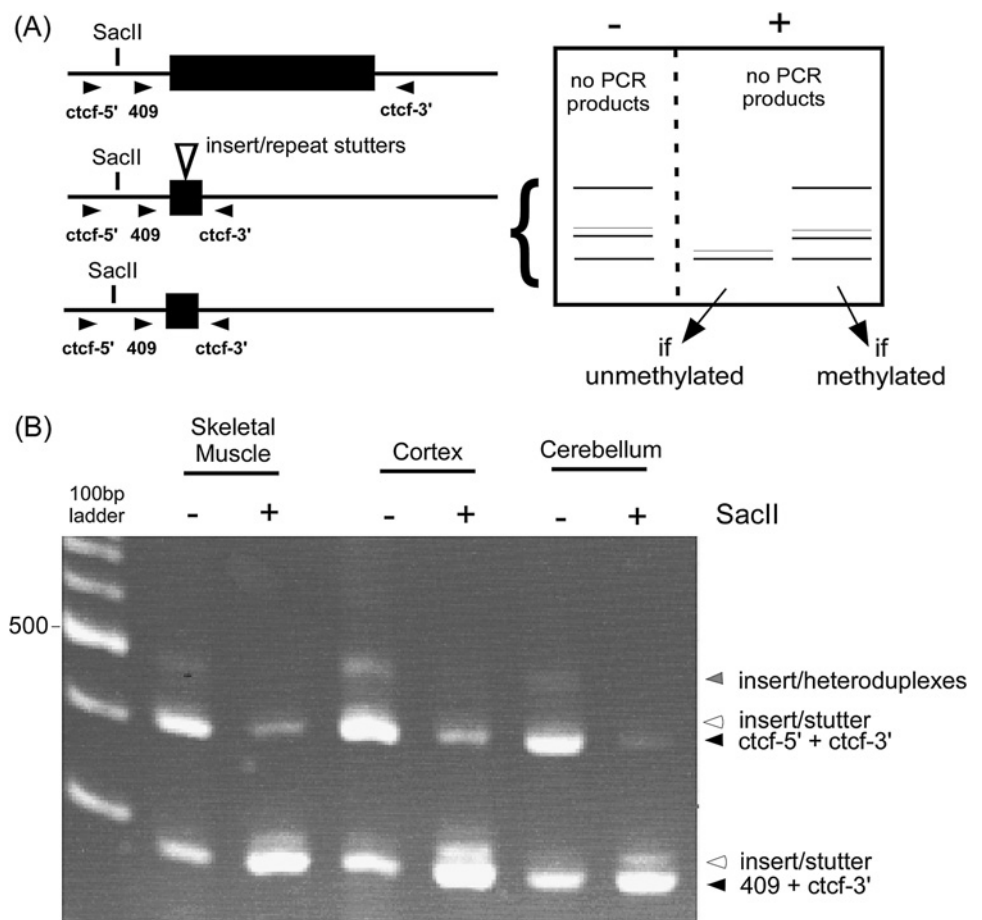 (A)
SacII
ctcf-5' 409 ctcf-3'
insert/repeat stutters
SacII
ctcf-5' 409 ctcf-3'
SacII
ctcf-5' 409 ctcf-3'
- +
no PCR
products
no PCR
products
{
if
unmethylated
if
methylated
(B)
Skeletal
Muscle
Cortex
Cerebellum
100bp
ladder
- + - + - + SacII
500
insert/heteroduplexes
insert/stutter
ctcf-5' + ctcf-3'
insert/stutter
409 + ctcf-3'